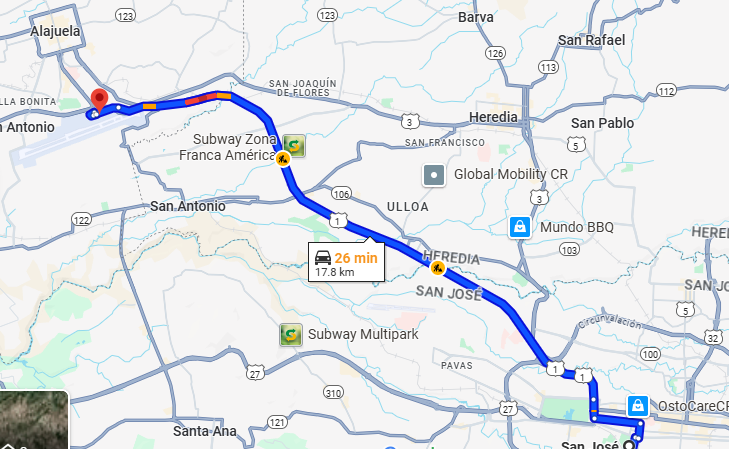 Barva
123
Alajuela
123
San Rafael
126
113
SAN JOAQUÍN
DE FLORES
112
LLA BONITA
n Antonio
3
Heredia
San Pablo
SAN FRANCISCO
5
Subway Zona
Franca América
Global Mobility CR
106
3
San Antonio
ULLOA
122
1
Mundo BBQ
HERED
103
HEREDIA
26 min
17.8 km
SAN JOSÉ
SAN JO
5
Circunvalación
32
Subway Multipark
100
PAVAS
1
1
27
310
27
OstoCareCR
Santa Ana
121
San José